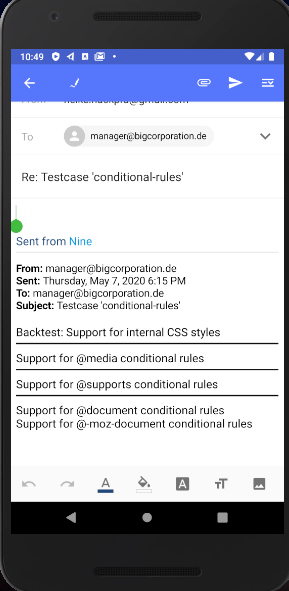 10:49
To manager@bigcorporation.de
Re: Testcase 'conditional-rules'
Sent from Nine
From: manager@bigcorporation.de
Sent: Thursday, May 7, 2020 6:15 PM
To: manager@bigcorporation.de
Subject: Testcase 'conditional-rules'
Backtest: Support for internal CSS styles
Support for @media conditional rules
Support for @supports conditional rules
Support for @document conditional rules
Support for @-moz-document conditional rules
A
A
TT